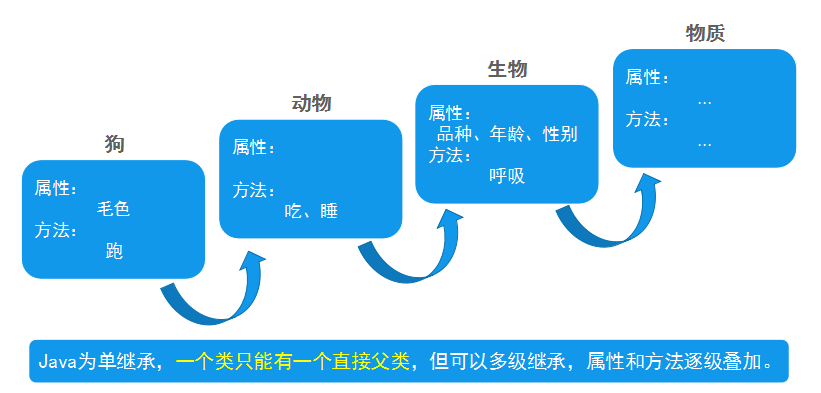 狗
属性：
毛色
方法：
跑
动物
属性：
方法：
吃、睡
生物
属性：
品种、年龄、性别
方法：
呼吸
物质
属性：
...
方法：
...
Java为单继承，一个类只能有一个直接父类，但可以多级继承，属性和方法逐级叠加。